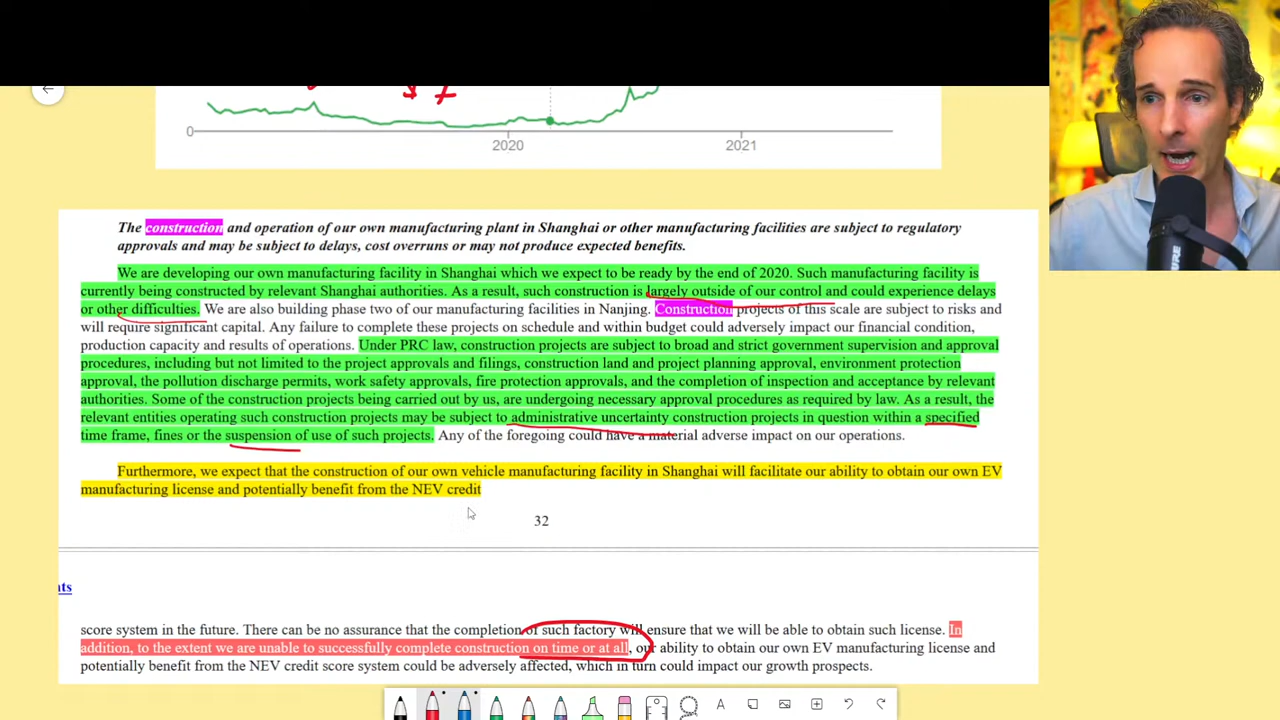 $7
0
2020
2021
The construction and operation of our own manufacturing plant in Shanghai or other manufacturing facilities are subject to regulatory
approvals and may be subject to delays, cost overruns or may not produce expected benefits.
We are developing our own manufacturing facility in Shanghai which we expect to be ready by the end of 2020. Such manufacturing facility is
currently being constructed by relevant Shanghai authorities. As a result, such construction is largely outside of our control and could experience delays
or other difficulties. We are also building phase two of our manufacturing facilities in Nanjing. Construction projects of this scale are subject to risks and
will require significant capital. Any failure to complete these projects on schedule and within budget could adversely impact our financial condition,
production capacity and results of operations. Under PRC law, construction projects are subject to broad and strict government supervision and approval
procedures, including but not limited to the project approvals and filings, construction land and project planning approval, environment protection
approval, the pollution discharge permits, work safety approvals, fire protection approvals, and the completion of inspection and acceptance by relevant
authorities. Some of the construction projects being carried out by us, are undergoing necessary approval procedures as required by law. As a result, the
relevant entities operating such construction projects may be subject to administrative uncertainty construction projects in question within a specified
time frame, fines or the suspension of use of such projects. Any of the foregoing could have a material adverse impact on our operations.
Furthermore, we expect that the construction of our own vehicle manufacturing facility in Shanghai will facilitate our ability to obtain our own EV
manufacturing license and potentially benefit from the NEV credit
32
nts
score system in the future. There can be no assurance that the completion of such factory will ensure that we will be able to obtain such license. In
addition, to the extent we are unable to successfully complete construction on time or at all, our ability to obtain our own EV manufacturing license and
potentially benefit from the NEV credit score system could be adversely affected, which in turn could impact our growth prospects.